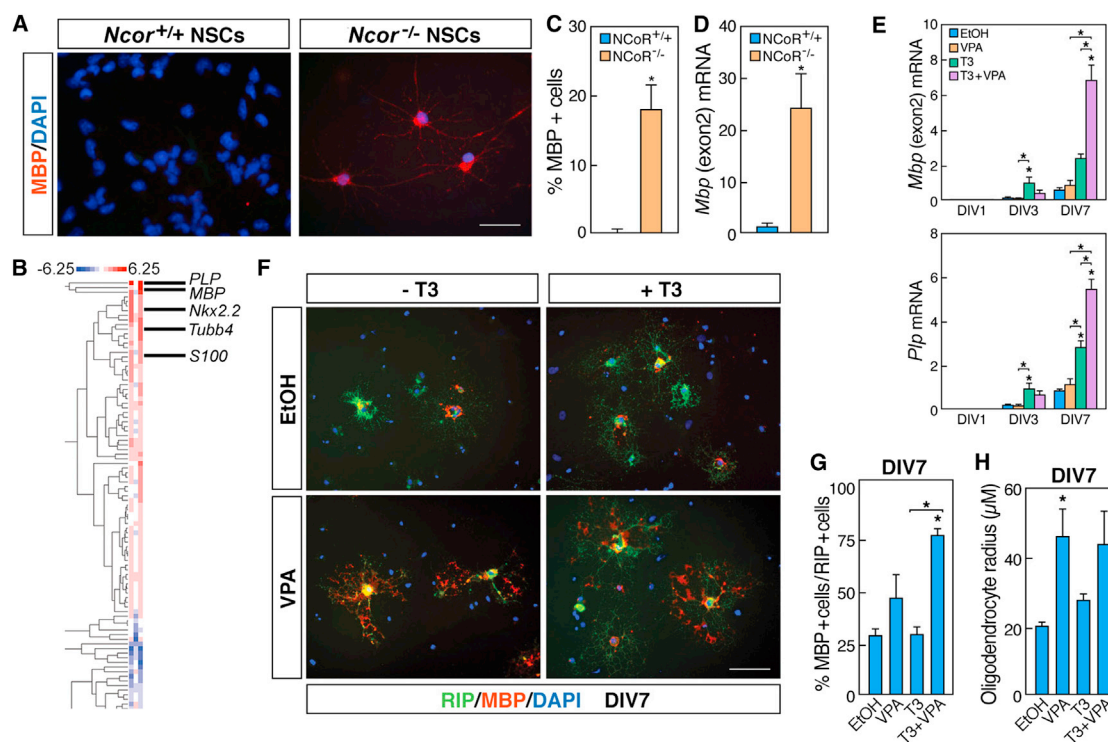 A
Ncor+/+ NSCs
Ncor-/- NSCs
MBP/DAPI
C
NCoR+/+
NCoR-/-
% MBP + cells
30
20
10
0
*
D
NCoR+/+
NCoR-/-
Mbp (exon2) mRNA
40
30
20
10
0
*
E
EtOH
VPA
T3
T3+VPA
Mbp (exon2) mRNA
10
8
6
4
2
0
* * * * *
DIV1 DIV3 DIV7
Plp mRNA
8
6
4
2
0
* * * * * * *
DIV1 DIV3 DIV7
B
-6.25 6.25
PLP
MBP
Nkx2.2
Tubb4
S100
F
- T3
+ T3
EtOH
VPA
RIP/MBP/DAPI DIV7
G
DIV7
% MBP+cells/RIP+cells
100
75
50
25
0
* *
EtOH
VPA
T3
T3+VPA
H
DIV7
Oligodendrocyte radius (µM)
60
40
20
0
*
EtOH
VPA
T3
T3+VPA